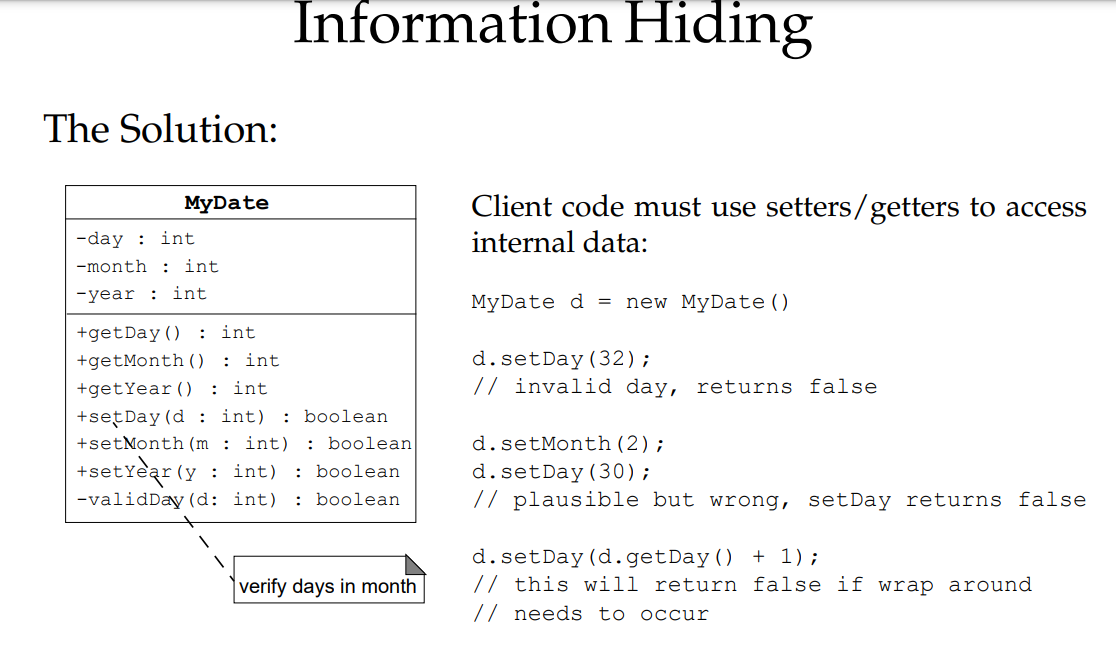 Information Hiding
The Solution:
MyDate
-day : int
-month : int
-year : int
+getDay() : int
+getMonth() : int
+getYear() : int
+setDay(d : int) : boolean
+setMonth(m : int) : boolean
+setYear(y : int) : boolean
-validDay(d: int) : boolean
verify days in month
Client code must use setters/getters to access
internal data:
MyDate d = new MyDate()
d.setDay(32);
// invalid day, returns false
d.setMonth(2);
d.setDay(30);
// plausible but wrong, setDay returns false
d.setDay(d.getDay() + 1);
// this will return false if wrap around
// needs to occur